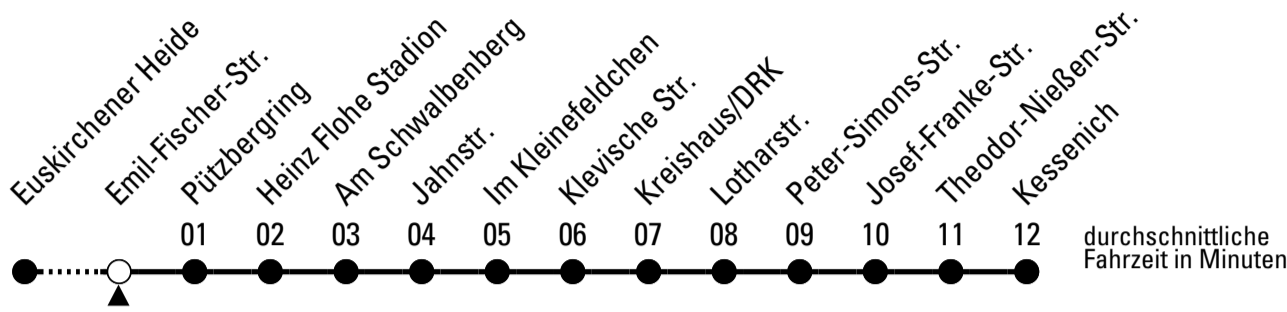 Euskirchener Heide
Emil-Fischer-Str.
Pützbergring
Heinz Flohe Stadion
Am Schwalbenberg
Jahnstr.
Im Kleinefeldchen
Klevische Str.
Kreishaus/DRK
Lotharstr.
Peter-Simons-Str.
Josef-Franke-Str.
Theodor-Nießen-Str.
Kessenich
01 02 03 04 05 06 07 08 09 10 11 12
durchschnittliche
Fahrzeit in Minuten